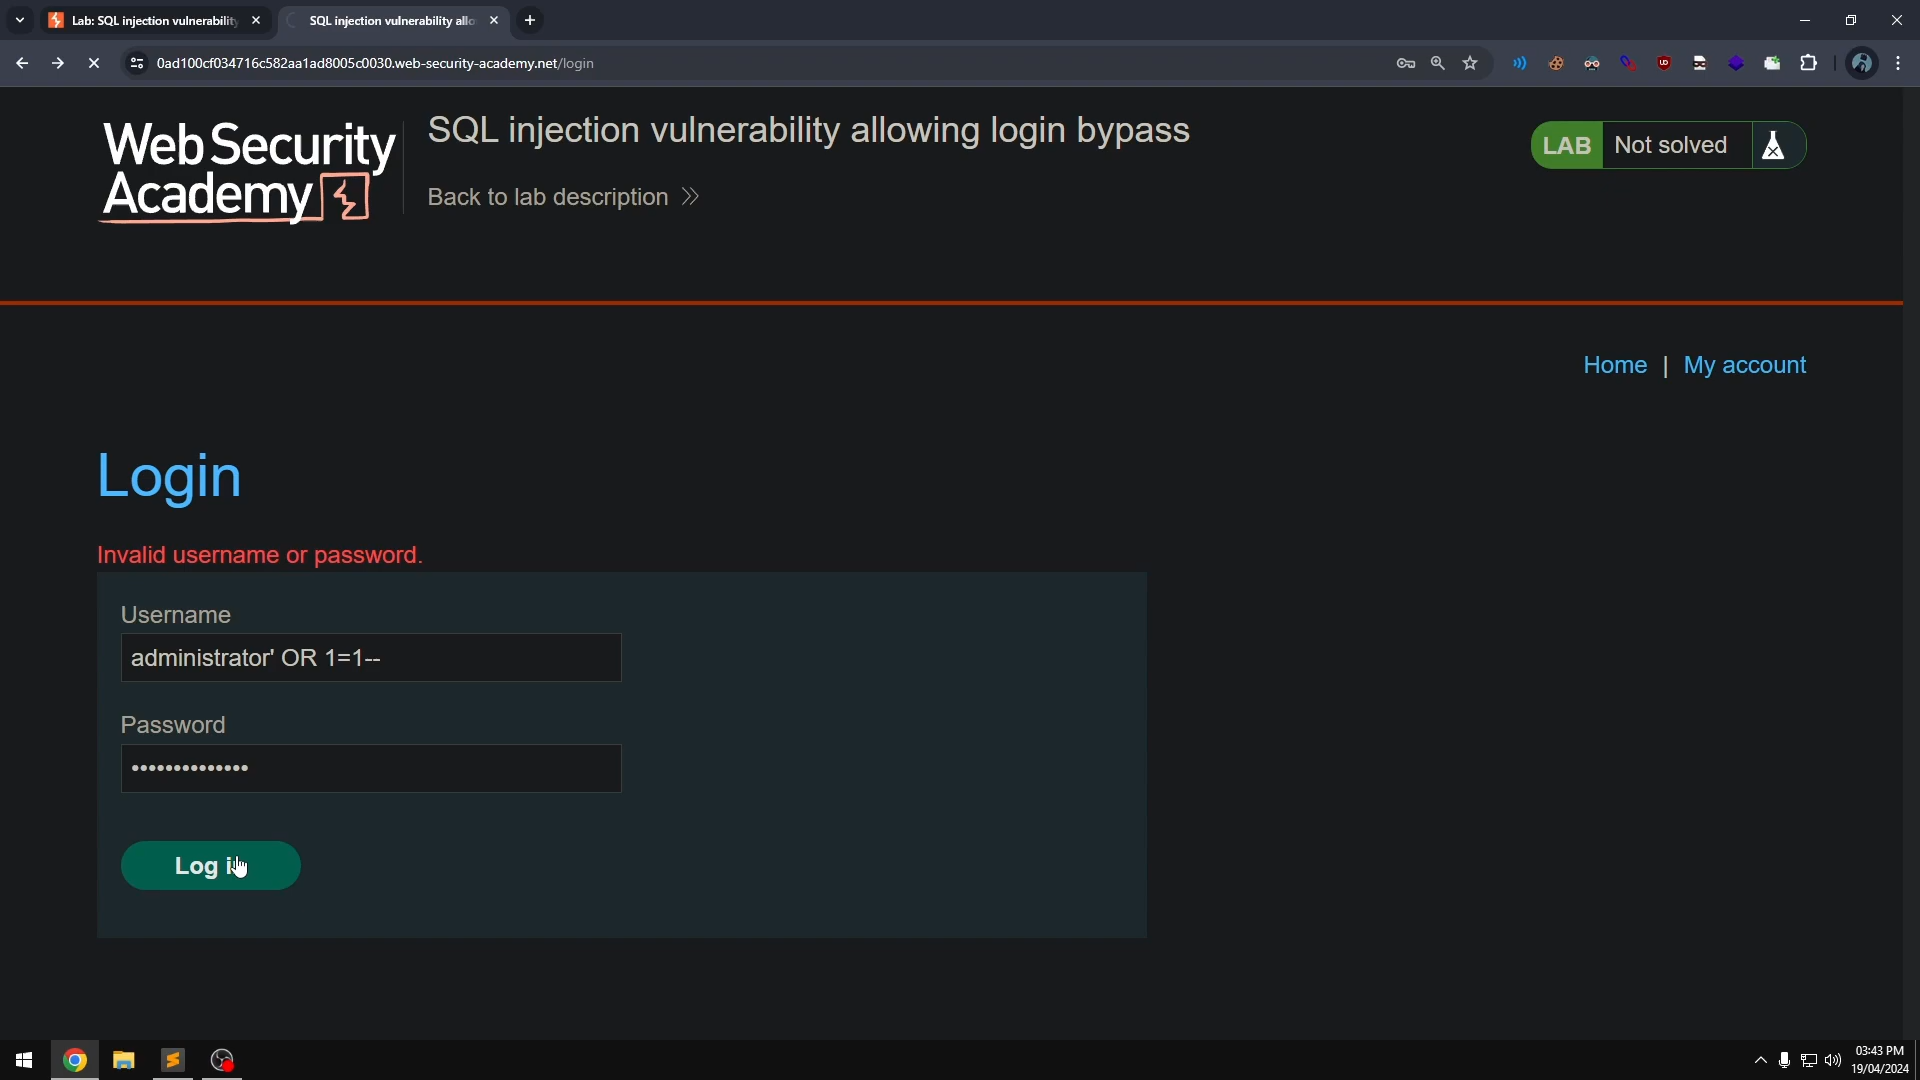 Lab: SQL injection vulnerability
SQL injection vulnerability allo
0ad100cf034716c582aa1ad8005c0030.web-security-academy.net/login
Web Security
Academy
SQL injection vulnerability allowing login bypass
Back to lab description
LAB Not solved
Home | My account
Login
Invalid username or password.
Username
administrator' OR 1=1--
Password
••••••••••••••
Log i
03:43 PM
19/04/2024